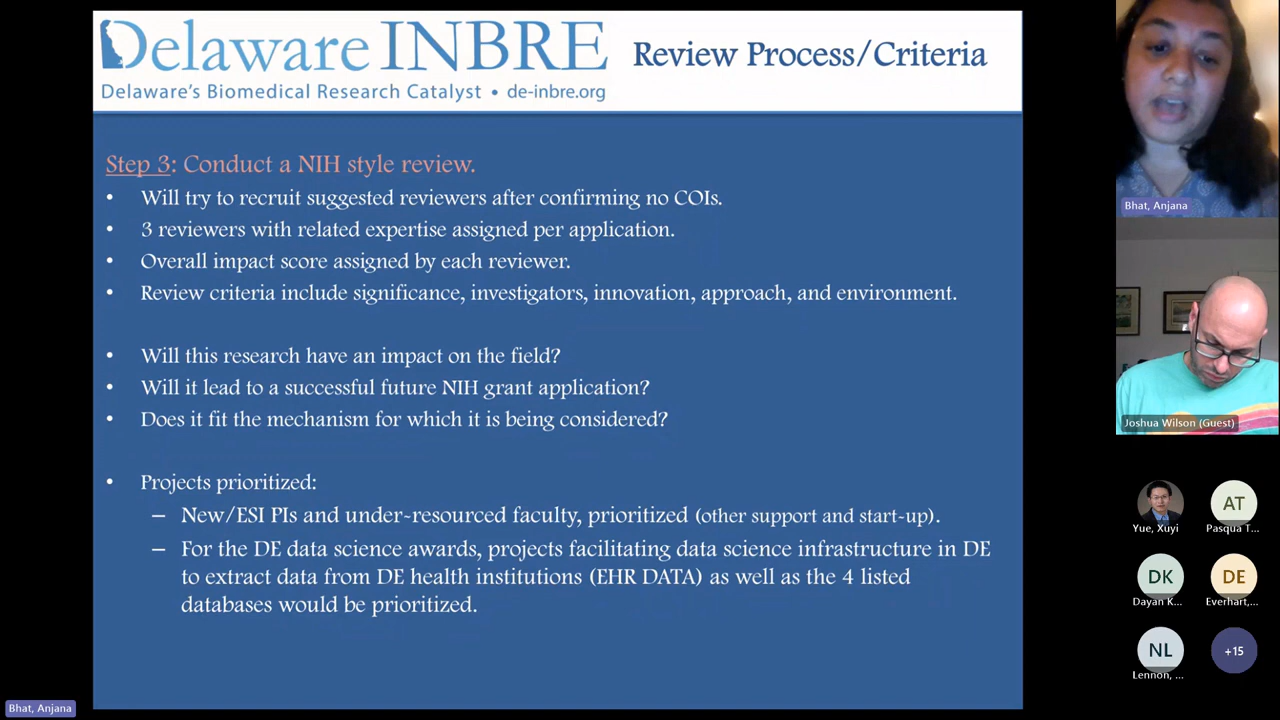 Delaware INBRE
Review Process/Criteria
Delaware's Biomedical Research Catalyst • de-inbre.org
Step 3: Conduct a NIH style review.
• Will try to recruit suggested reviewers after confirming no COIs.
• 3 reviewers with related expertise assigned per application.
• Overall impact score assigned by each reviewer.
• Review criteria include significance, investigators, innovation, approach, and environment.
• Will this research have an impact on the field?
• Will it lead to a successful future NIH grant application?
• Does it fit the mechanism for which it is being considered?
• Projects prioritized:
– New/ESI PIs and under-resourced faculty, prioritized (other support and start-up).
– For the DE data science awards, projects facilitating data science infrastructure in DE
to extract data from DE health institutions (EHR DATA) as well as the 4 listed
databases would be prioritized.
Bhat, Anjana
Joshua Wilson (Guest)
Yue, Xuyi
AT
Pasqua T...
DK
Dayan K...
DE
Everhart,...
NL
Lennon, ...
+15
Bhat, Anjana